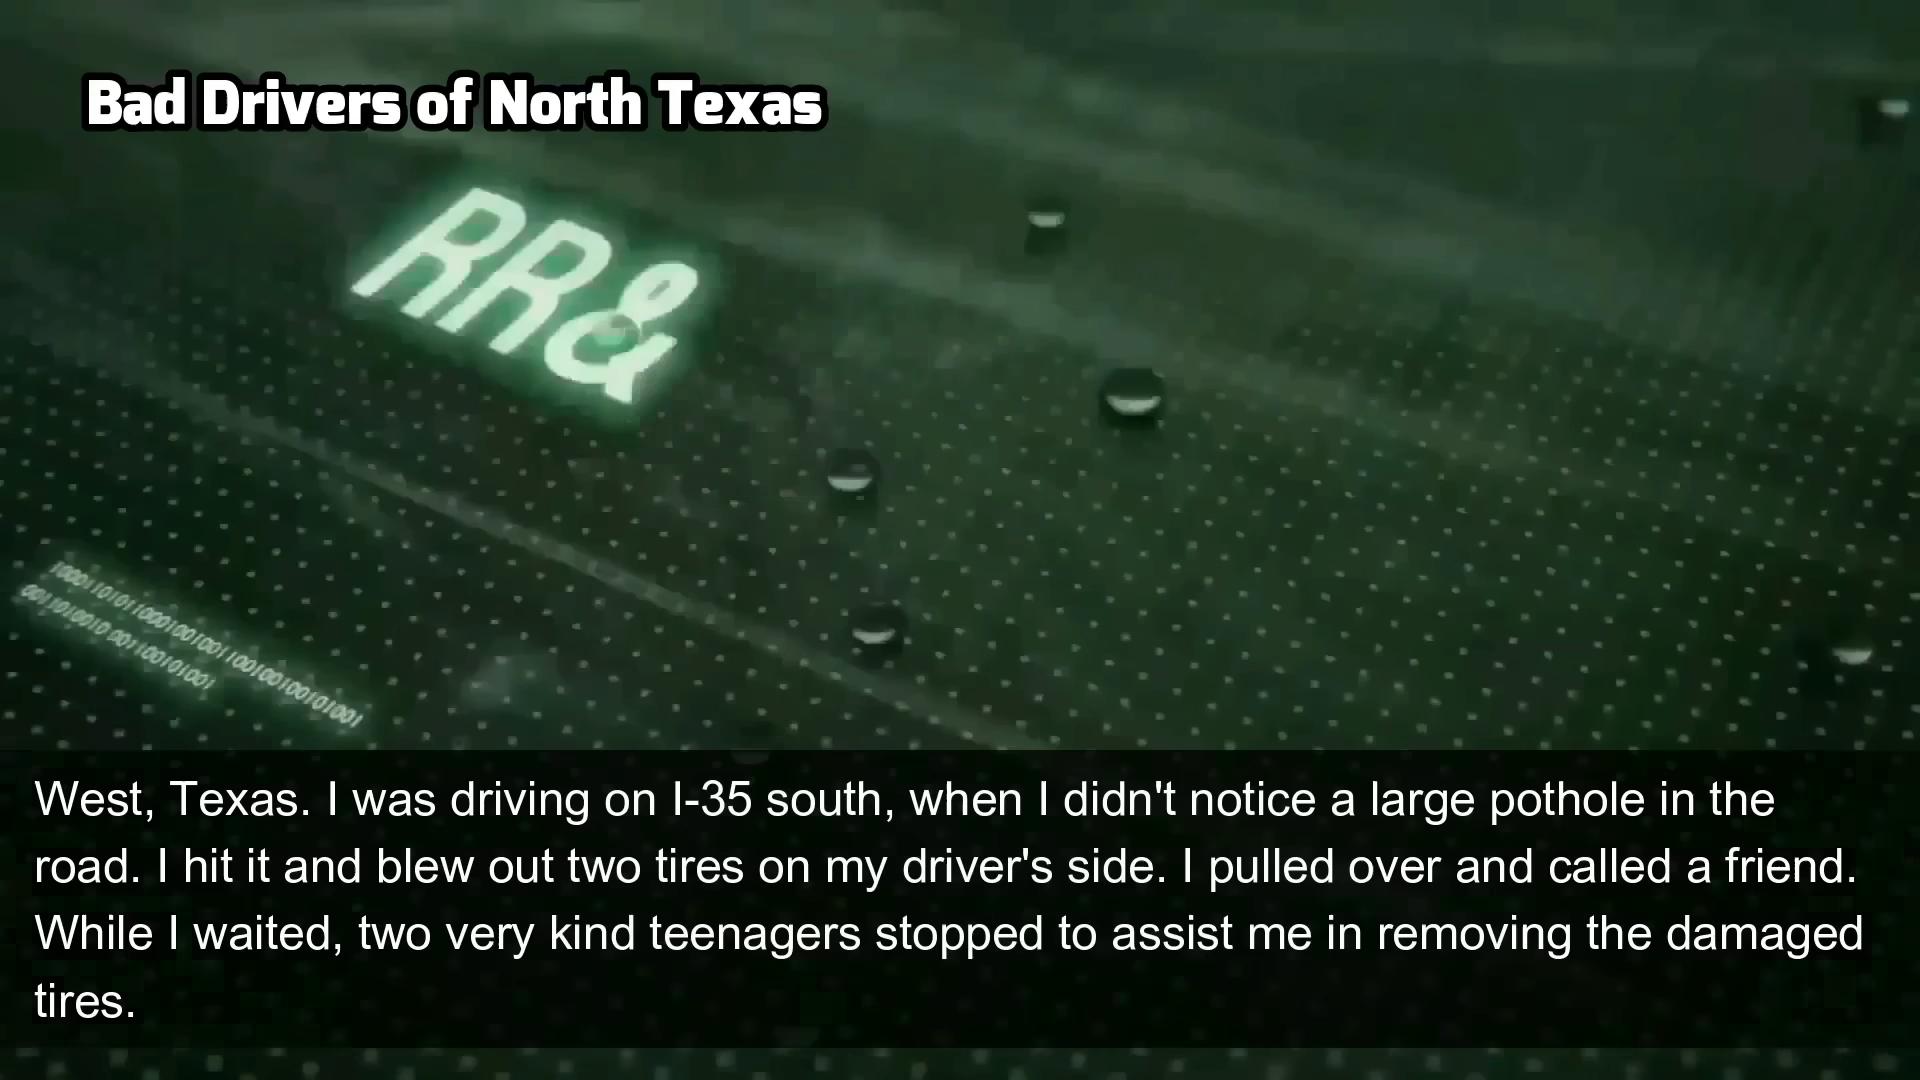 Bad Drivers of North Texas
RR&
West, Texas. I was driving on I-35 south, when I didn't notice a large pothole in the
road. I hit it and blew out two tires on my driver's side. I pulled over and called a friend.
While I waited, two very kind teenagers stopped to assist me in removing the damaged
tires.